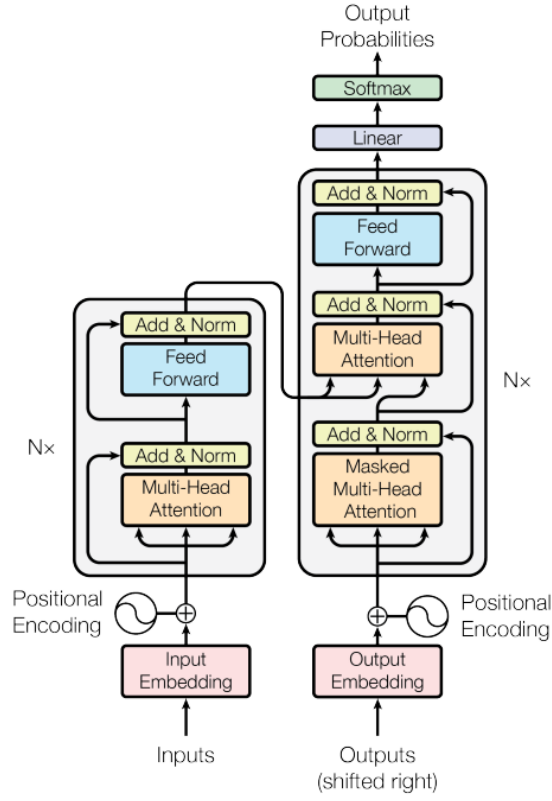 Output
Probabilities
Softmax
Linear
Add & Norm
Feed
Forward
Add & Norm
Multi-Head
Attention
Add & Norm
Masked
Multi-Head
Attention
N×
Add & Norm
Feed
Forward
Add & Norm
Multi-Head
Attention
N×
Positional
Encoding
Positional
Encoding
Input
Embedding
Output
Embedding
Inputs
Outputs
(shifted right)